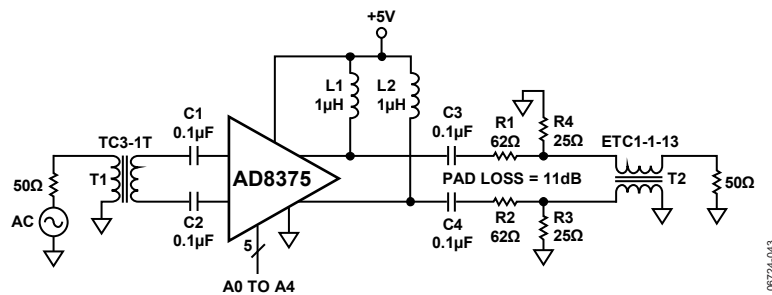 +5V
L1
1µH
L2
1µH
C1
0.1µF
C3
0.1µF
R1
62Ω
R4
25Ω
ETC1-1-13
TC3-1T
50Ω
T1
AD8375
PAD LOSS = 11dB
T2
50Ω
AC
C2
0.1µF
5
C4
0.1µF
R2
62Ω
R3
25Ω
A0 TO A4
06724-043